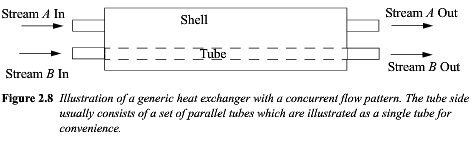 Stream A In
Shell
Stream A Out
Tube
Stream B In
Stream B Out
Figure 2.8 Illustration of a generic heat exchanger with a concurrent flow pattern. The tube side
usually consists of a set of parallel tubes which are illustrated as a single tube for
convenience.